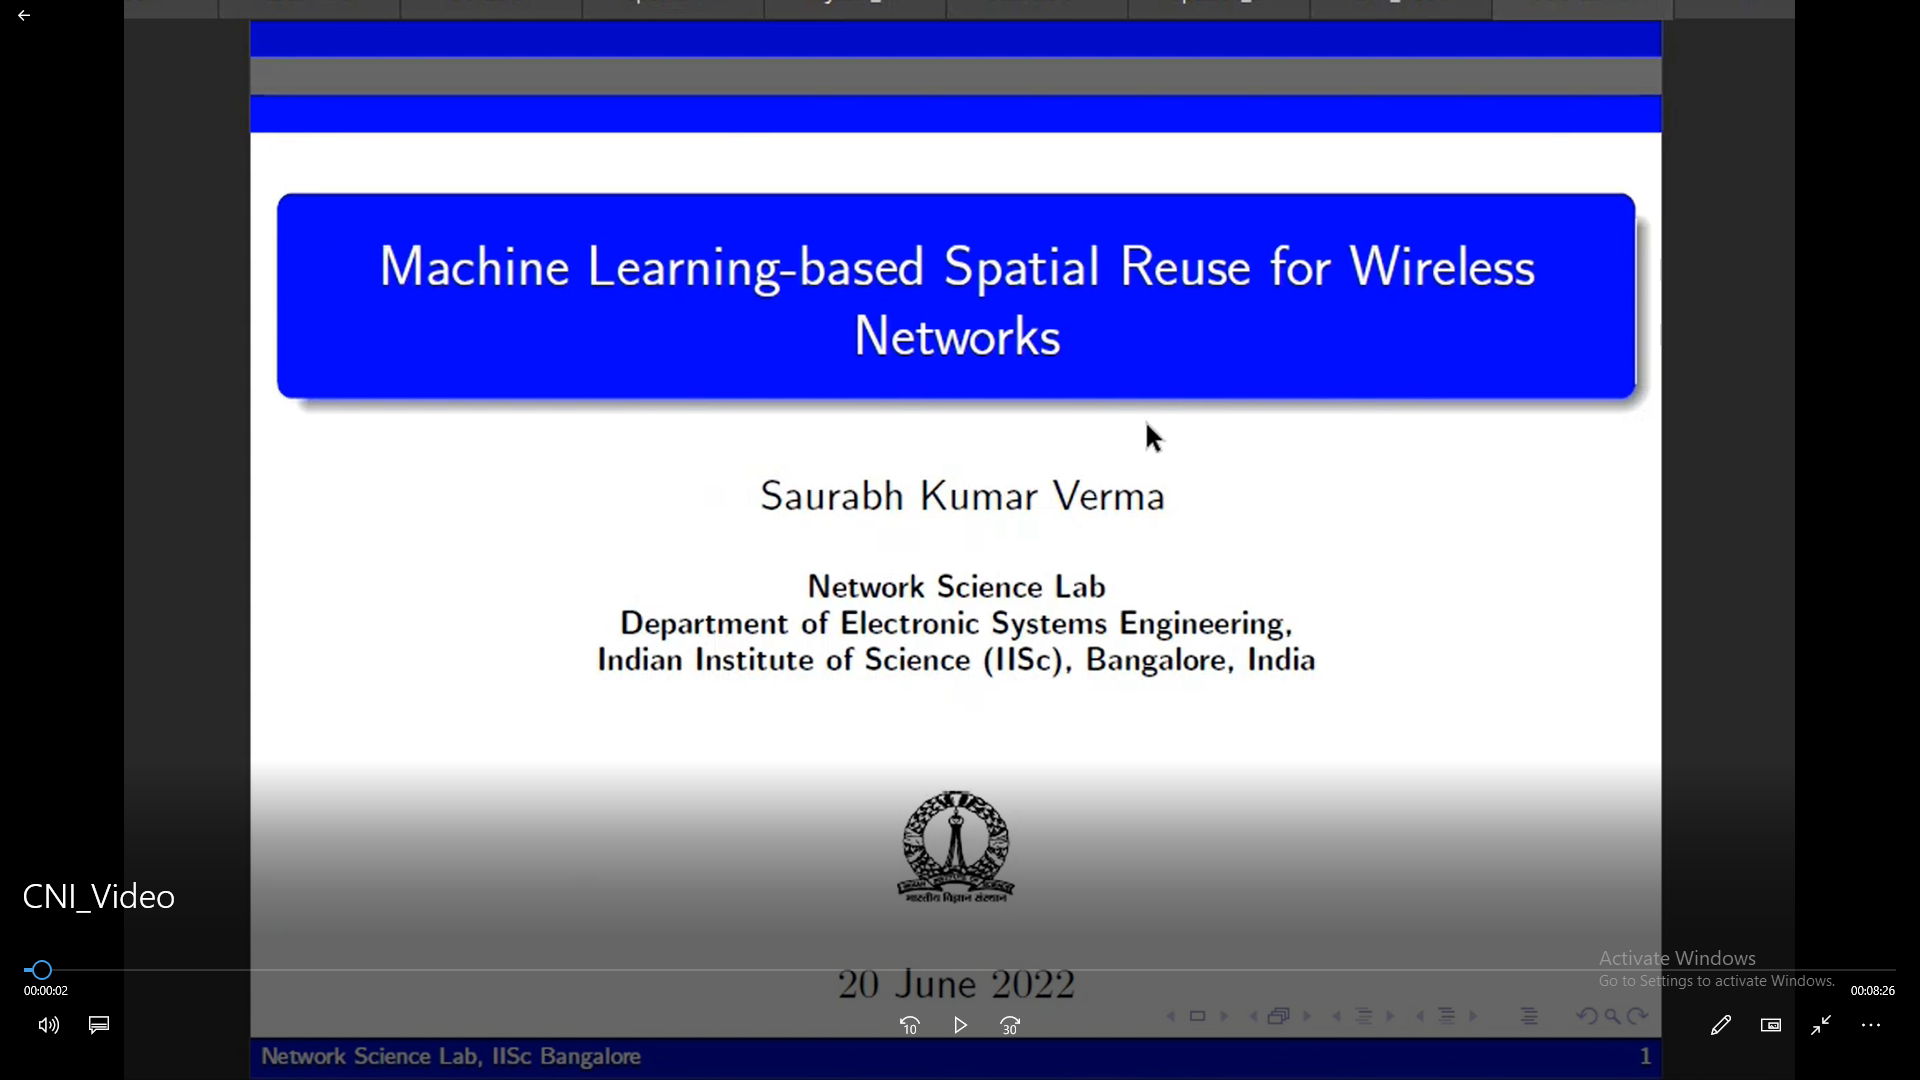 Machine Learning-based Spatial Reuse for Wireless
Networks
Saurabh Kumar Verma
Network Science Lab
Department of Electronic Systems Engineering,
Indian Institute of Science (IISc), Bangalore, India
भारतीय विज्ञान संस्थान
CNI_Video
20 June 2022
Activate Windows
Go to Settings to activate Windows.
00:00:02
00:08:26
10
30
Network Science Lab, IISc Bangalore
1